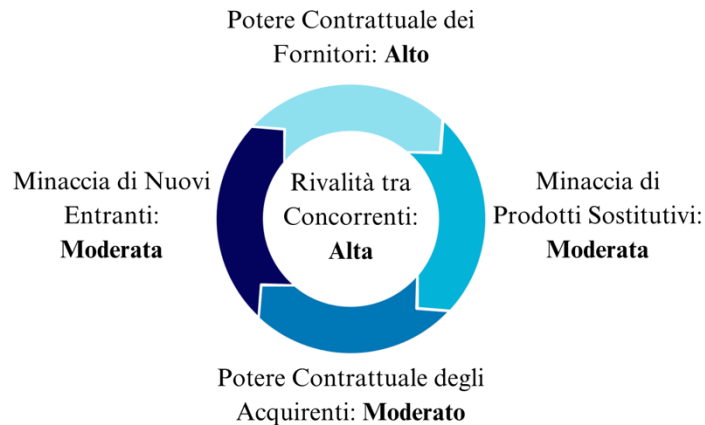 Potere Contrattuale dei
Fornitori: Alto
Minaccia di Nuovi
Entranti:
Moderata
Rivalità tra
Concorrenti:
Alta
Minaccia di
Prodotti Sostitutivi:
Moderata
Potere Contrattuale degli
Acquirenti: Moderato